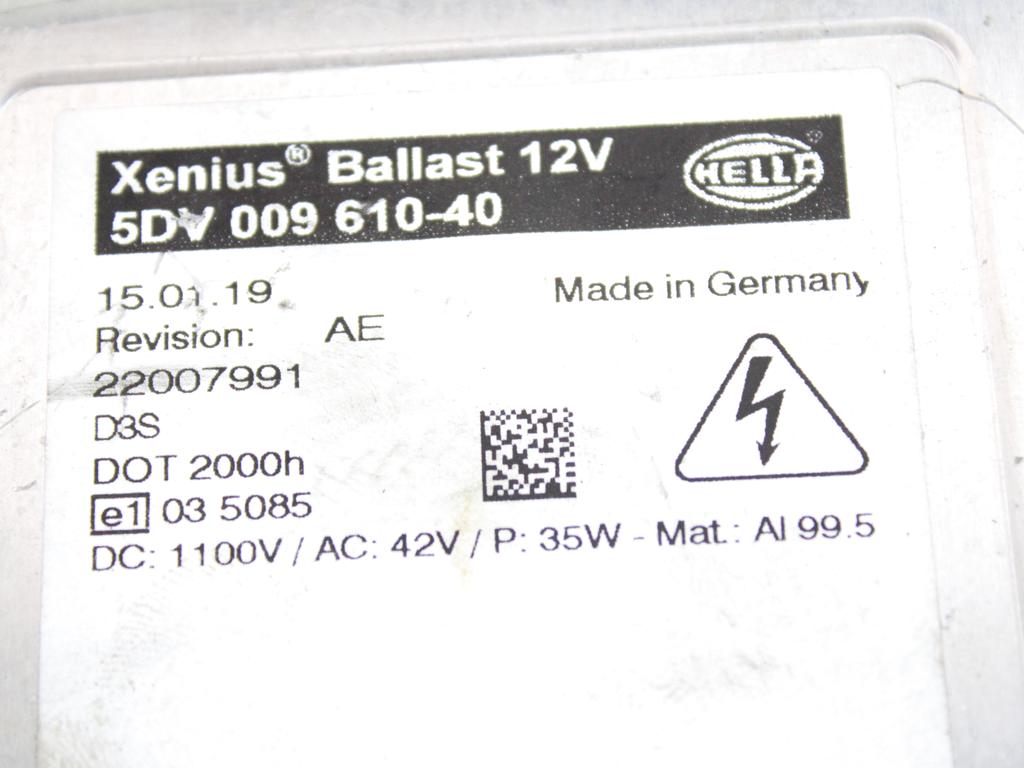 Xenius® Ballast 12V
5DV 009 610-40
HELLA®
15.01.19
Made in Germany
Revision: AE
22007991
D3S
DOT 2000h
e1 03 5085
DC: 1100V / AC: 42V / P: 35W - Mat.: Al 99.5